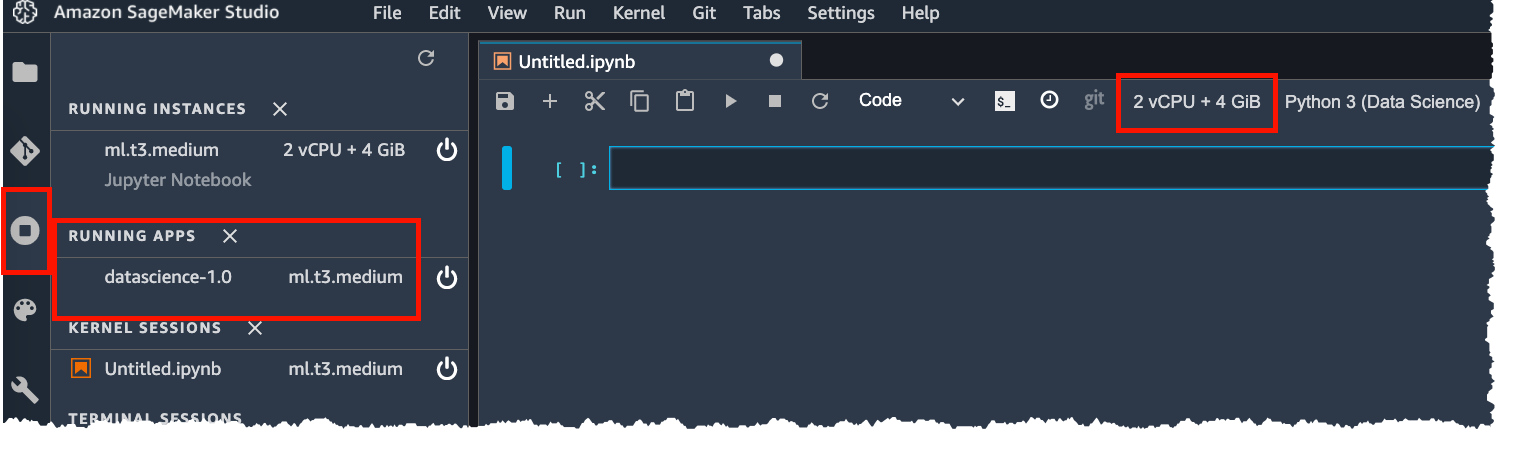 Amazon SageMaker Studio File Edit View Run Kernel Git Tabs Settings Help
RUNNING INSTANCES
ml.t3.medium 2 vCPU + 4 GiB
Jupyter Notebook
RUNNING APPS
datascience-1.0 ml.t3.medium
KERNEL SESSIONS
Untitled.ipynb ml.t3.medium
TERMINAL SESSIONS
Untitled.ipynb
Code $_ git 2 vCPU + 4 GiB Python 3 (Data Science)
[ ]: